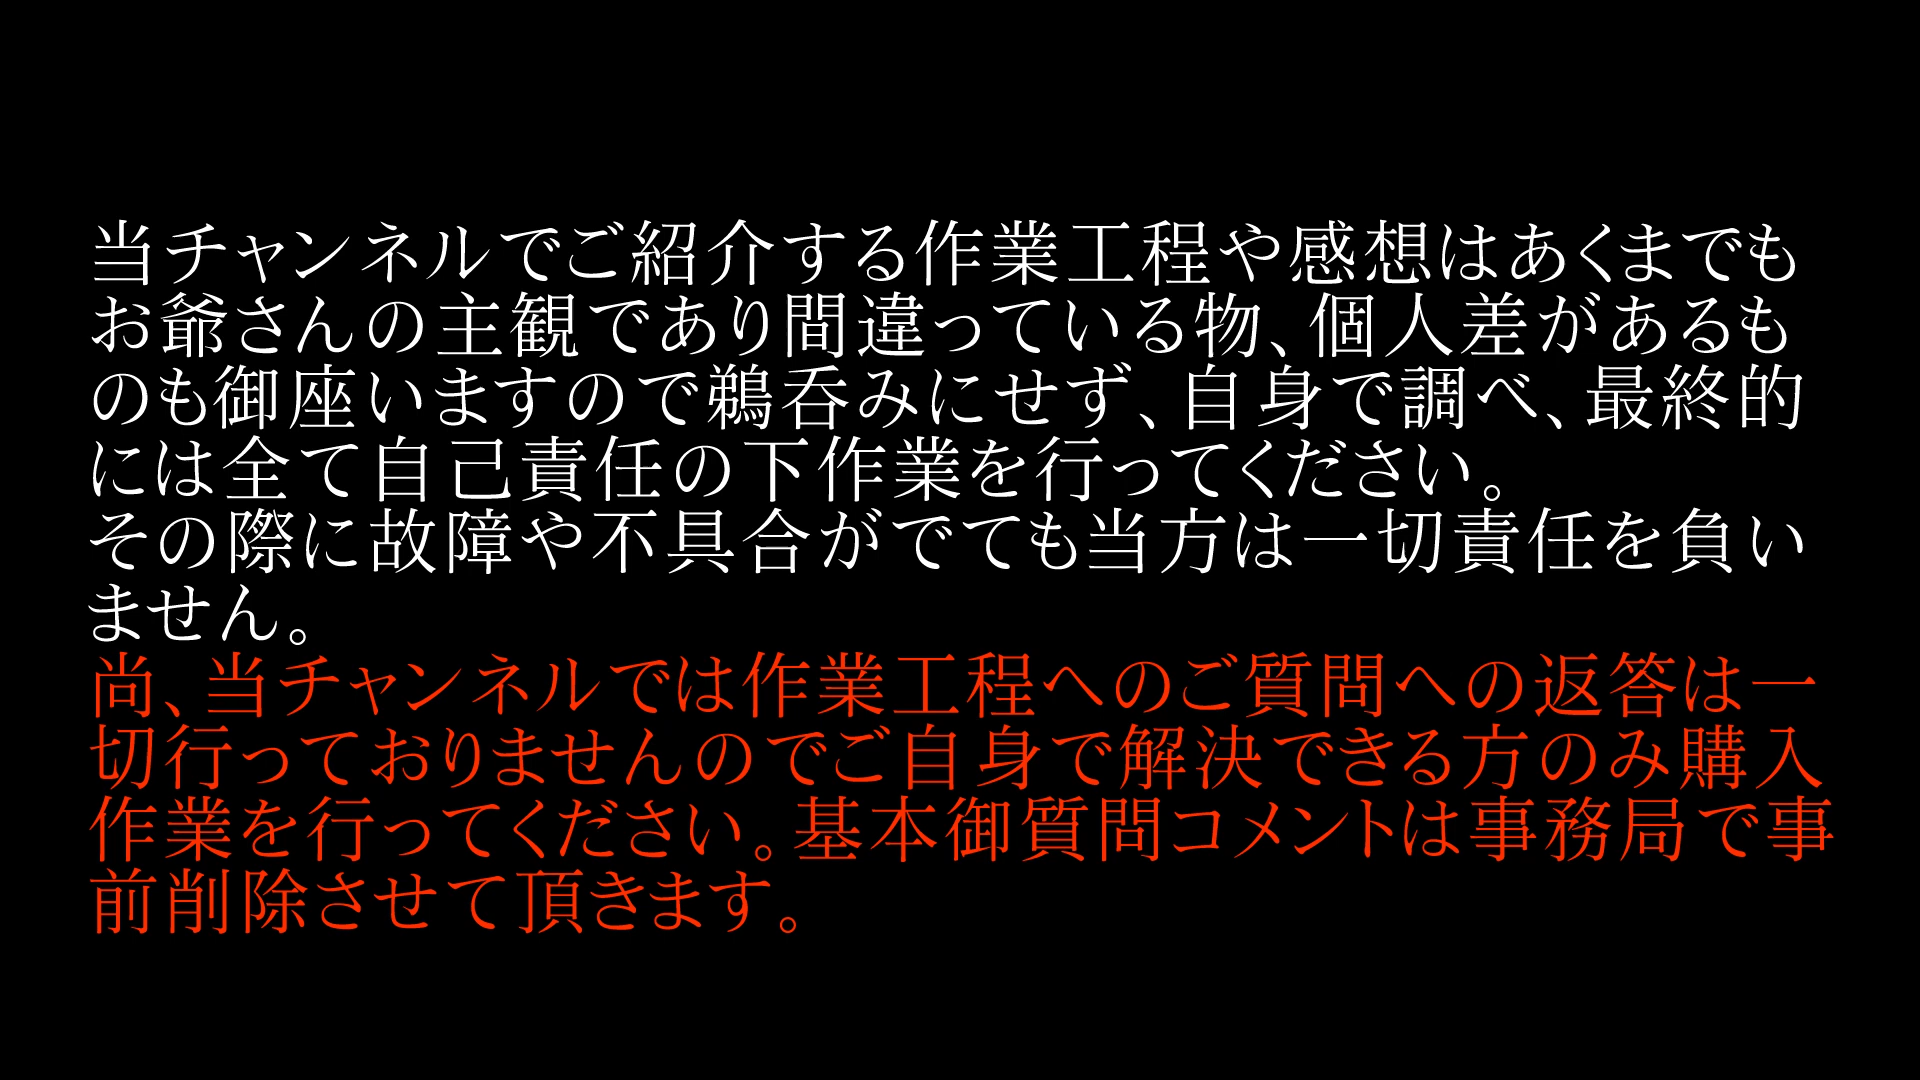 当チャンネルでご紹介する作業工程や感想はあくまでも
お爺さんの主観であり間違っている物、個人差があるも
のも御座いますので鵜呑みにせず、自身で調べ、最終的
には全て自己責任の下作業を行ってください。
その際に故障や不具合がでても当方は一切責任を負い
ません。
尚、当チャンネルでは作業工程へのご質問への返答は一
切行っておりませんのでご自身で解決できる方のみ購入
作業を行ってください。基本御質問コメントは事務局で事
前削除させて頂きます。